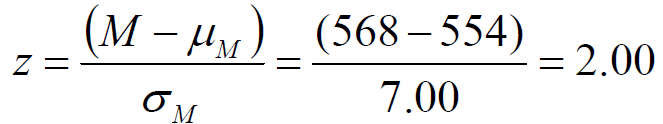 z = (M − μ_M) / σ_M = (568 − 554) / 7.00 = 2.00